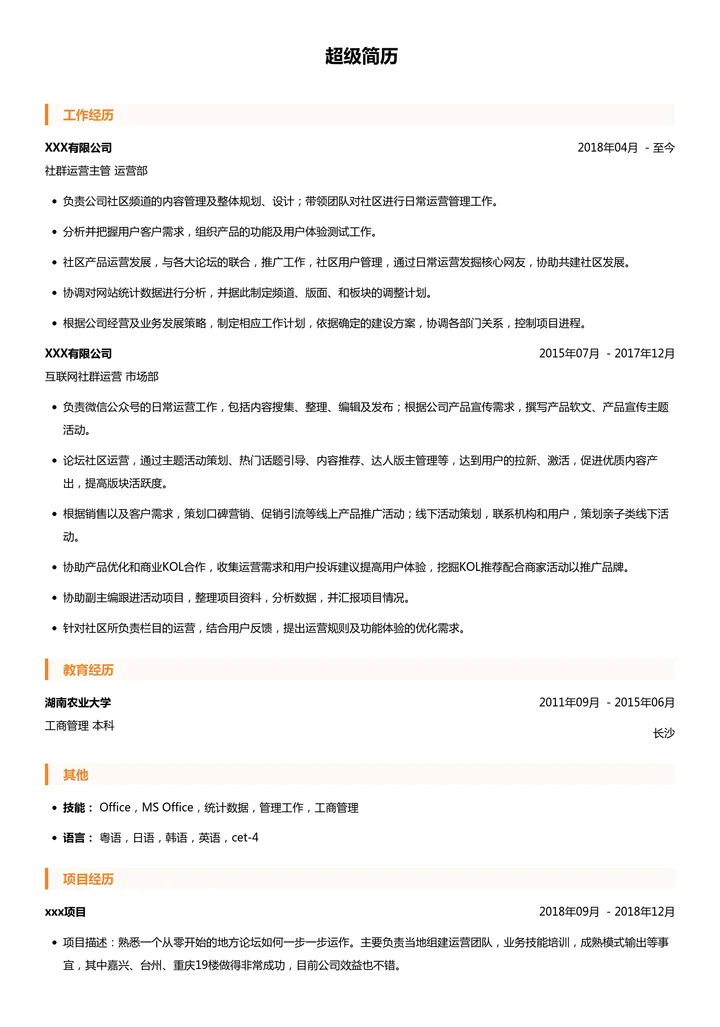 超级简历
工作经历
XXX有限公司 2018年04月 - 至今
社群运营主管 运营部
• 负责公司社区频道的内容管理及整体规划、设计；带领团队对社区进行日常运营管理工作。
• 分析并把握用户客户需求，组织产品的功能及用户体验测试工作。
• 社区产品运营发展，与各大论坛的联合，推广工作，社区用户管理，通过日常运营发掘核心网友，协助共建社区发展。
• 协调对网站统计数据进行分析，并据此制定频道、版面、和板块的调整计划。
• 根据公司经营及业务发展策略，制定相应工作计划，依据确定的建设方案，协调各部门关系，控制项目进程。
XXX有限公司 2015年07月 - 2017年12月
互联网社群运营 市场部
• 负责微信公众号的日常运营工作，包括内容搜集、整理、编辑及发布；根据公司产品宣传需求，撰写产品软文、产品宣传主题
活动。
• 论坛社区运营，通过主题活动策划、热门话题引导、内容推荐、达人版主管理等，达到用户的拉新、激活，促进优质内容产
出，提高版块活跃度。
• 根据销售以及客户需求，策划口碑营销、促销引流等线上产品推广活动；线下活动策划，联系机构和用户，策划亲子类线下活
动。
• 协助产品优化和商业KOL合作，收集运营需求和用户投诉建议提高用户体验，挖掘KOL推荐配合商家活动以推广品牌。
• 协助副主编跟进活动项目，整理项目资料，分析数据，并汇报项目情况。
• 针对社区所负责栏目的运营，结合用户反馈，提出运营规则及功能体验的优化需求。
教育经历
湖南农业大学 2011年09月 - 2015年06月
工商管理 本科 长沙
其他
• 技能： Office，MS Office，统计数据，管理工作，工商管理
• 语言： 粤语，日语，韩语，英语，cet-4
项目经历
xxx项目 2018年09月 - 2018年12月
• 项目描述：熟悉一个从零开始的地方论坛如何一步一步运作。主要负责当地组建运营团队，业务技能培训，成熟模式输出等事
宜，其中嘉兴、台州、重庆19楼做得非常成功，目前公司效益也不错。